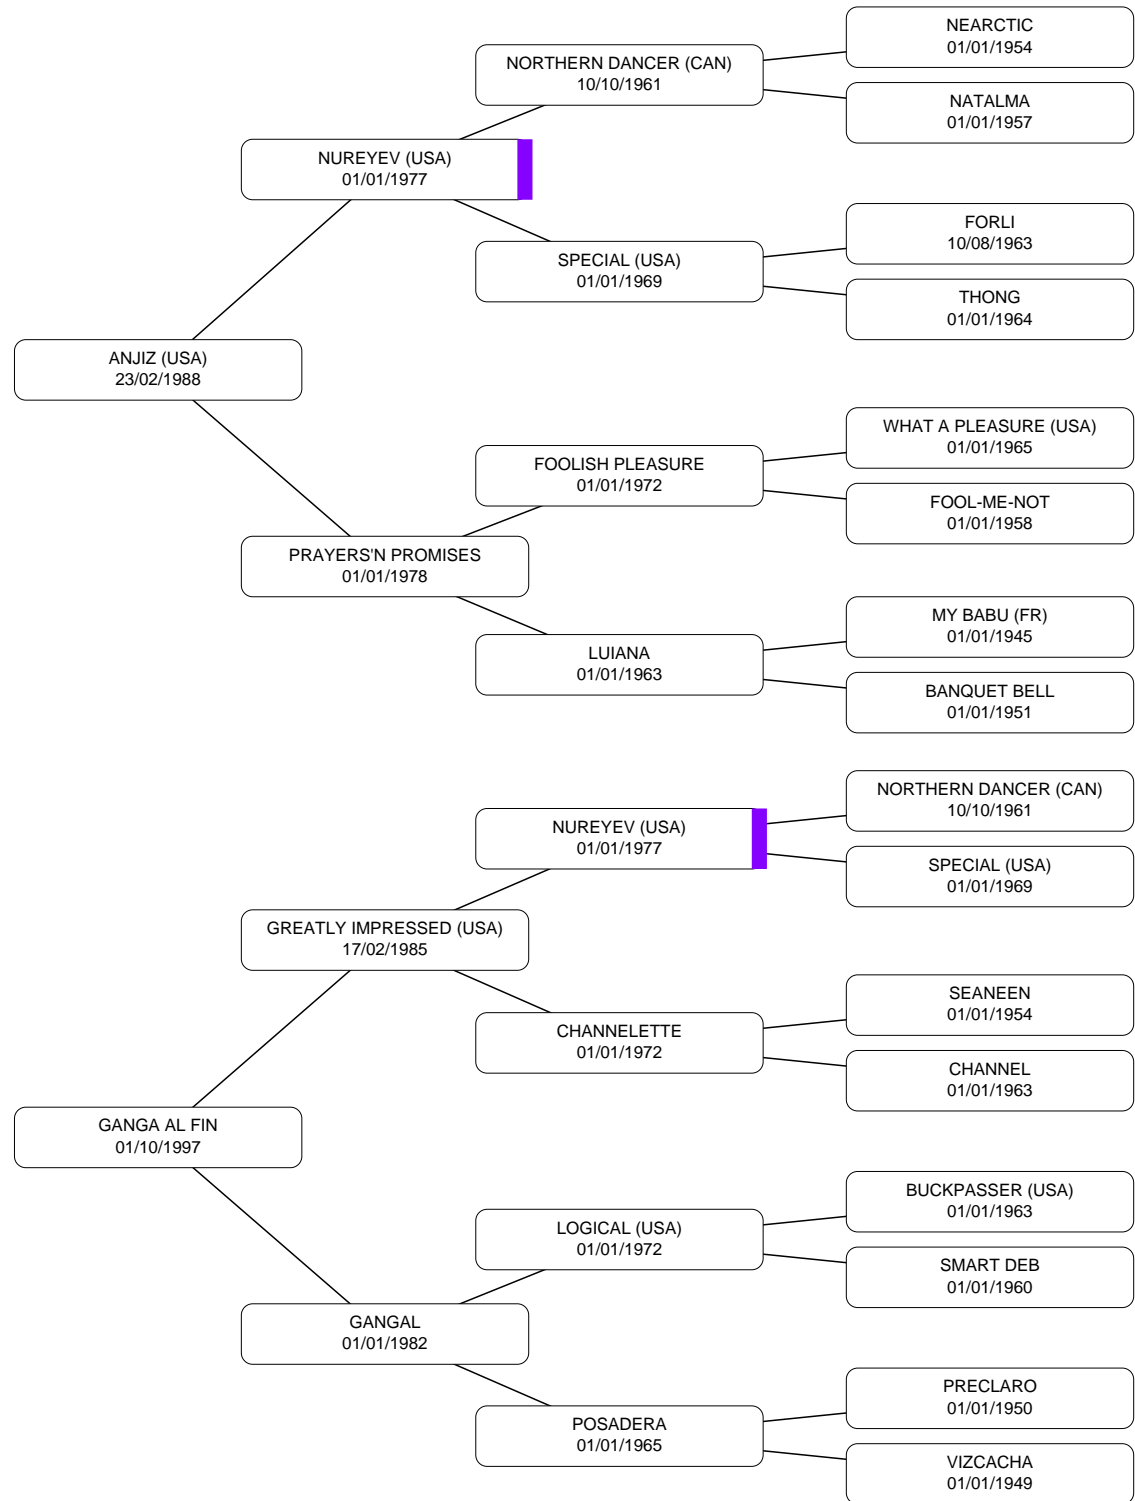 NEARCTIC
01/01/1954
NORTHERN DANCER (CAN)
10/10/1961
NATALMA
01/01/1957
NUREYEV (USA)
01/01/1977
FORLI
10/08/1963
SPECIAL (USA)
01/01/1969
THONG
01/01/1964
ANJIZ (USA)
23/02/1988
WHAT A PLEASURE (USA)
01/01/1965
FOOLISH PLEASURE
01/01/1972
FOOL-ME-NOT
01/01/1958
PRAYERS'N PROMISES
01/01/1978
MY BABU (FR)
01/01/1945
LUIANA
01/01/1963
BANQUET BELL
01/01/1951
NORTHERN DANCER (CAN)
10/10/1961
NUREYEV (USA)
01/01/1977
SPECIAL (USA)
01/01/1969
GREATLY IMPRESSED (USA)
17/02/1985
SEANEEN
01/01/1954
CHANNELETTE
01/01/1972
CHANNEL
01/01/1963
GANGA AL FIN
01/10/1997
BUCKPASSER (USA)
01/01/1963
LOGICAL (USA)
01/01/1972
SMART DEB
01/01/1960
GANGAL
01/01/1982
PRECLARO
01/01/1950
POSADERA
01/01/1965
VIZCACHA
01/01/1949